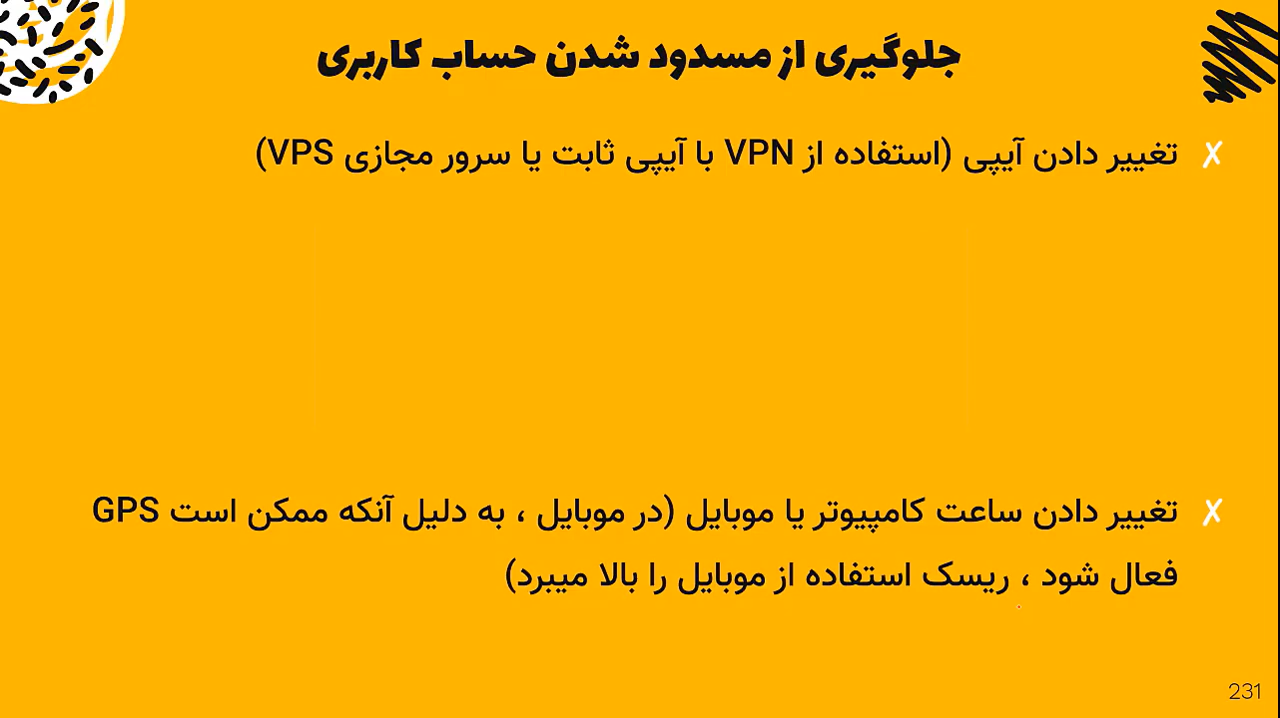 جلوگیری از مسدود شدن حساب کاربری
✗ تغییر دادن آیپی (استفاده از VPN با آیپی ثابت یا سرور مجازی VPS)
✗ تغییر دادن ساعت کامپیوتر یا موبایل (در موبایل ، به دلیل آنکه ممکن است GPS
فعال شود ، ریسک استفاده از موبایل را بالا میبرد)
231